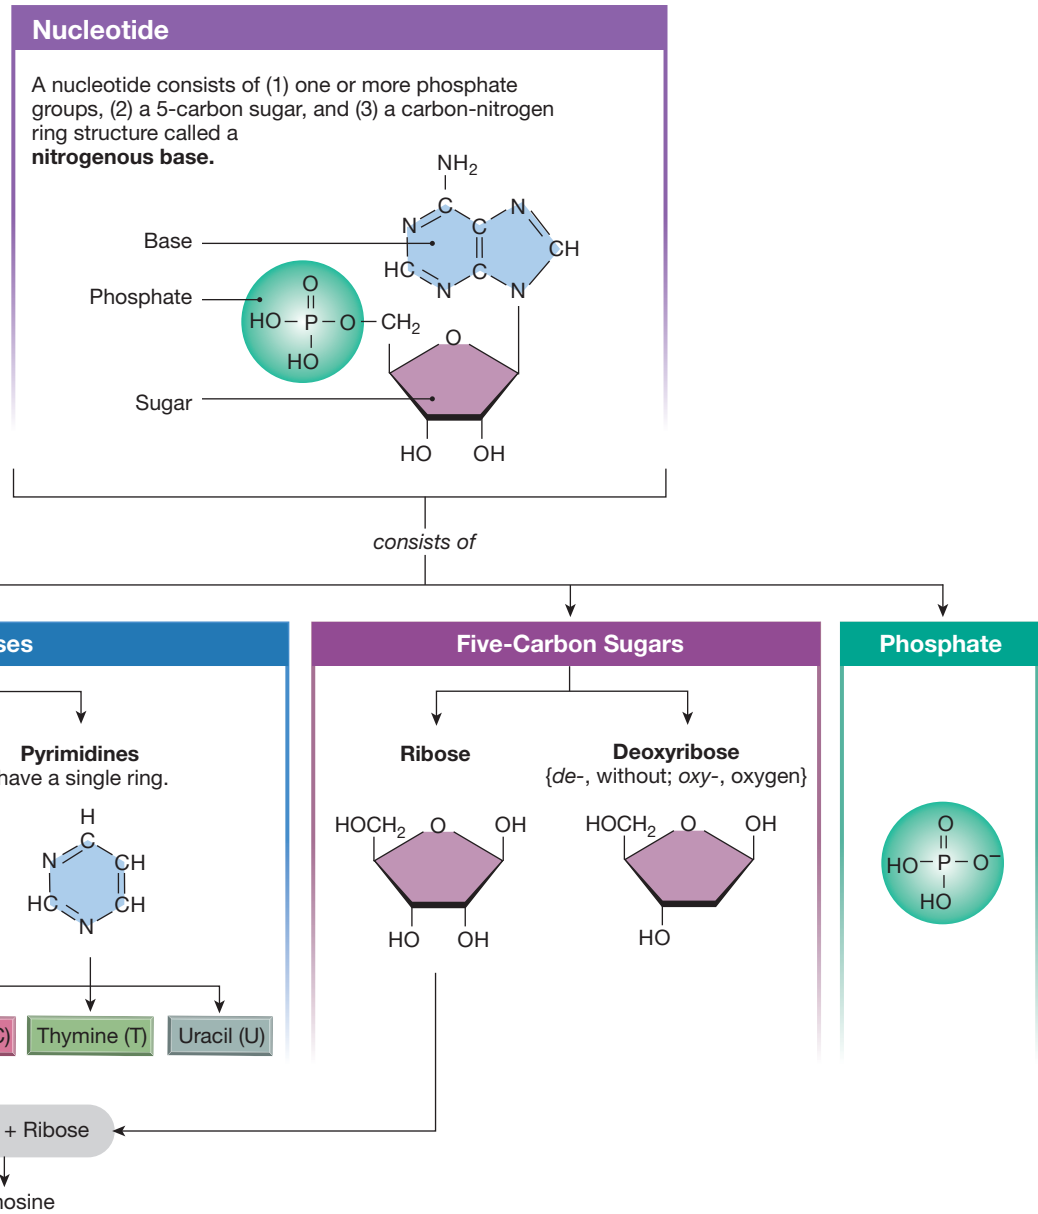 Nucleotide
A nucleotide consists of (1) one or more phosphate
groups, (2) a 5-carbon sugar, and (3) a carbon-nitrogen
ring structure called a
nitrogenous base.
NH2
C
N
N
C
Base
CH
HC
C
N
N
Phosphate
O
HO
P
O
CH2
O
HO
Sugar
HO
OH
consists of
ses
Five-Carbon Sugars
Phosphate
Pyrimidines
have a single ring.
H
C
N
CH
HC
CH
N
Thymine (T)
Uracil (U)
C)
Ribose
Deoxyribose
{de-, without; oxy-, oxygen}
HOCH2
O
OH
HO
OH
HOCH2
O
OH
HO
O
HO
P
O−
HO
+ Ribose
nosine